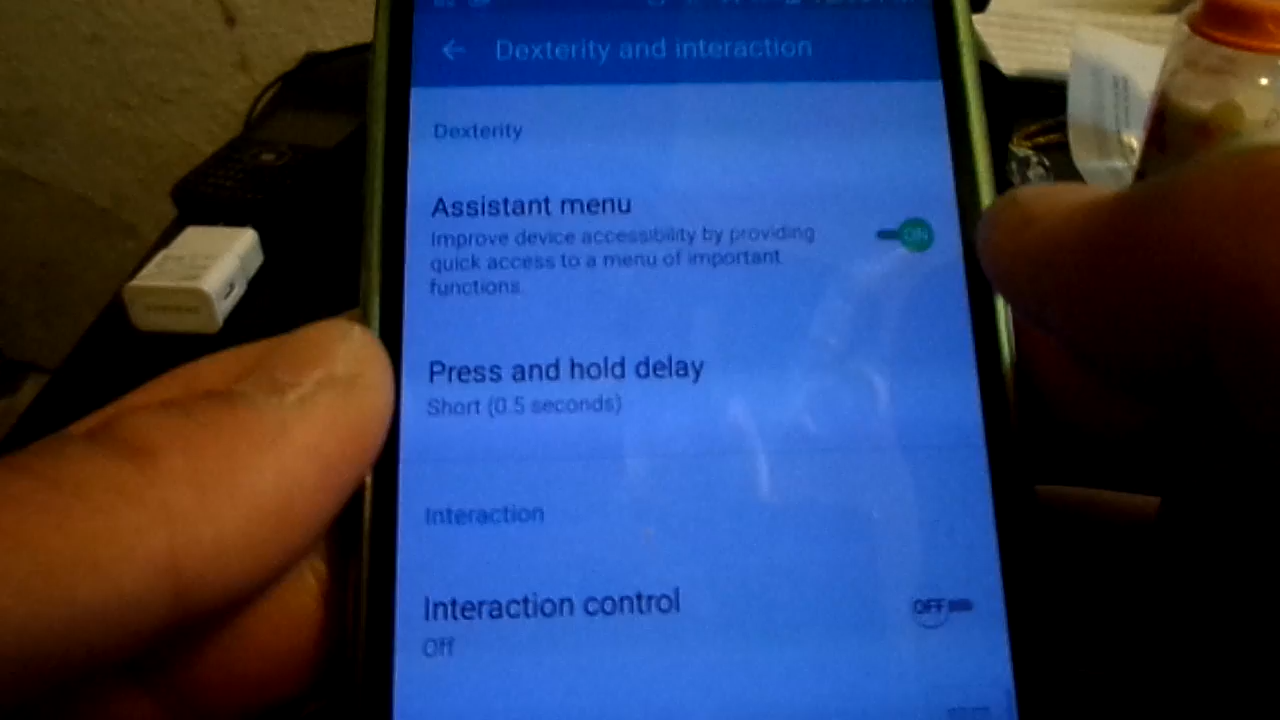 Dexterity and interaction
Dexterity
Assistant menu
Improve device accessibility by providing
quick access to a menu of important
functions.
ON
Press and hold delay
Short (0.5 seconds)
Interaction
Interaction control
OFF
Off